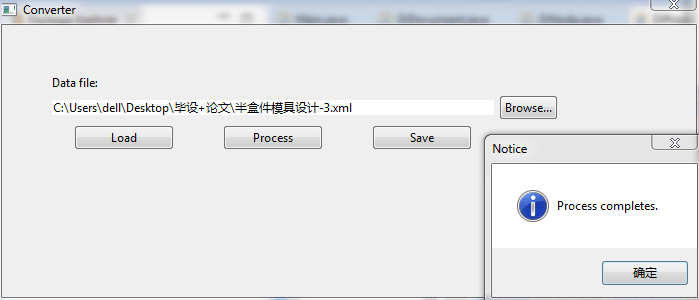 Converter
Data file:
C:\Users\dell\Desktop\毕设+论文\半盒件模具设计-3.xml
Browse...
Load
Process
Save
Notice
Process completes.
确定